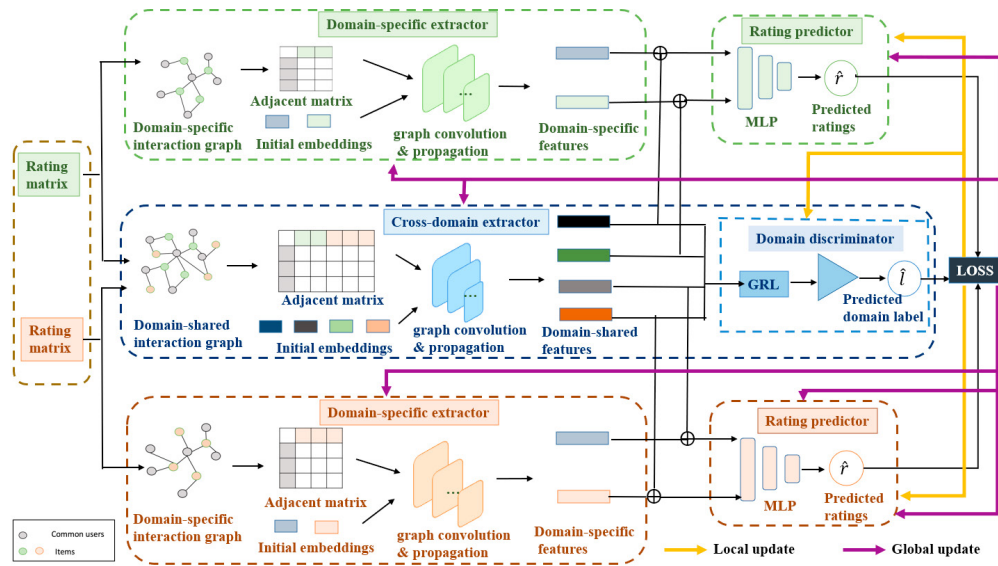 Domain-specific extractor
Rating predictor
Adjacent matrix
...
r̂
Domain-specific
interaction graph
Initial embeddings
graph convolution
& propagation
Domain-specific
features
MLP
Predicted
ratings
Rating
matrix
Cross-domain extractor
Domain discriminator
Adjacent matrix
...
GRL
l̂
LOSS
Predicted
domain label
Domain-shared
interaction graph
Initial embeddings
graph convolution
& propagation
Domain-shared
features
Rating
matrix
Domain-specific extractor
Rating predictor
Adjacent matrix
...
r̂
Domain-specific
interaction graph
Initial embeddings
graph convolution
& propagation
Domain-specific
features
MLP
Predicted
ratings
Common users
Items
Local update
Global update